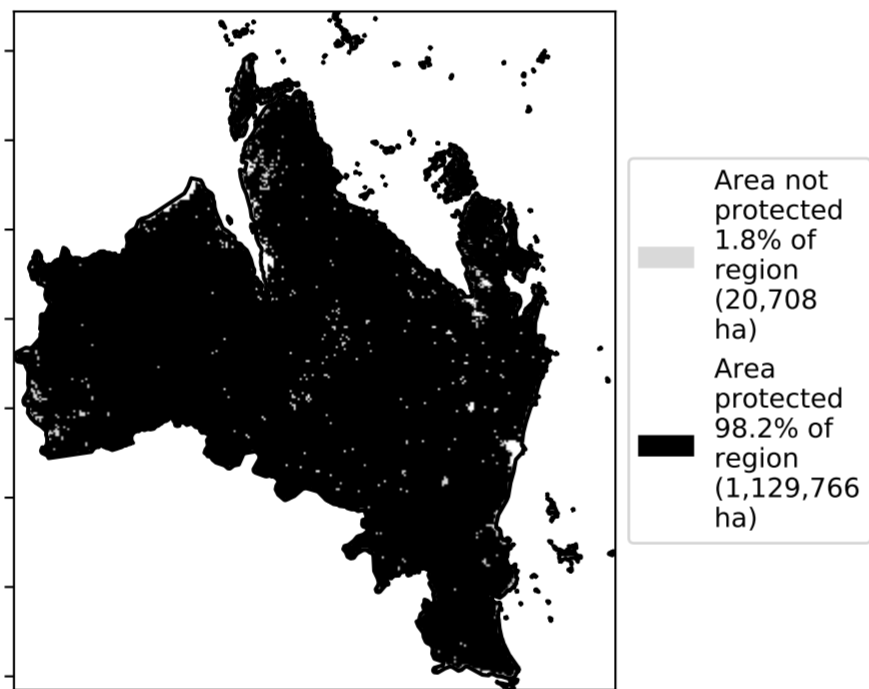 Area not
protected
1.8% of
region
(20,708
ha)
Area
protected
98.2% of
region
(1,129,766
ha)